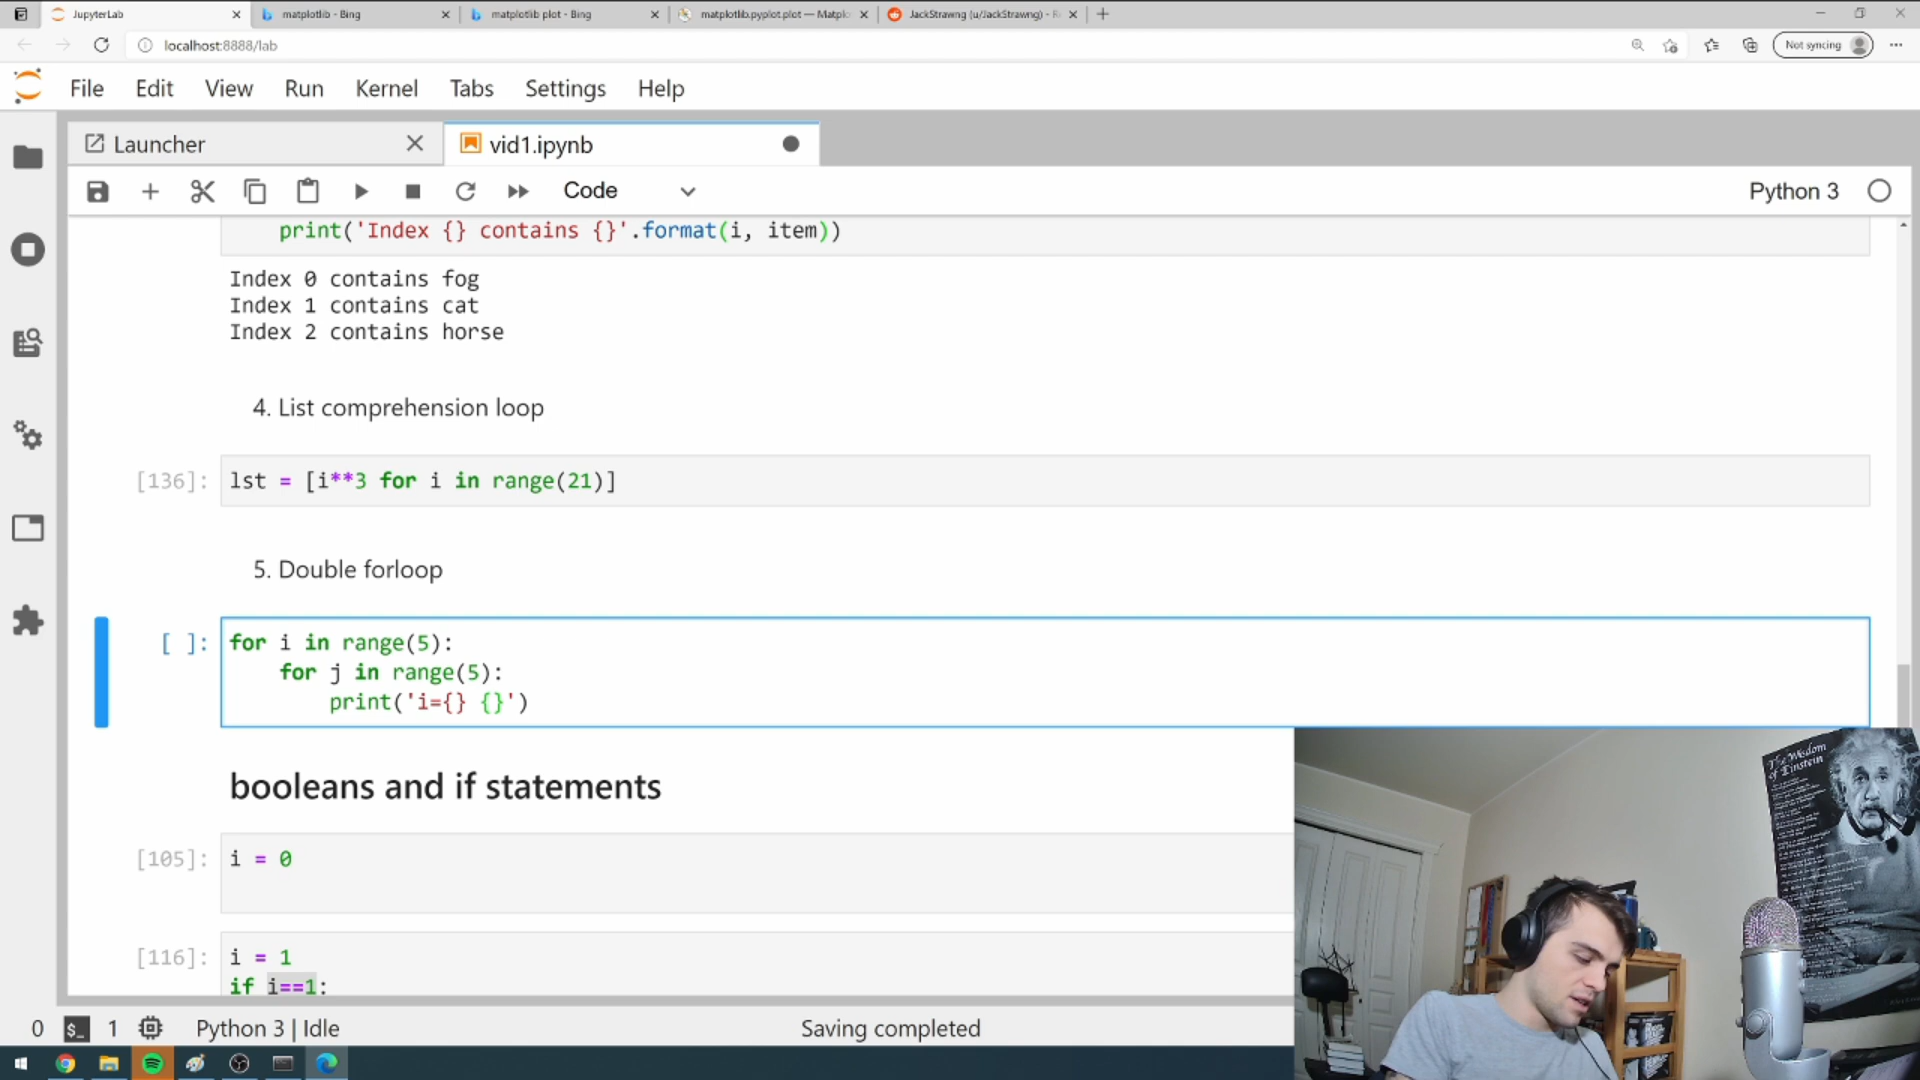 JupyterLab
matplotlib - Bing
matplotlib plot - Bing
matplotlib.pyplot.plot — Matplo
JackStrawng (u/JackStrawng) - R
localhost:8888/lab
Not syncing
File Edit View Run Kernel Tabs Settings Help
Launcher
vid1.ipynb
Code
Python 3
print('Index {} contains {}'.format(i, item))
Index 0 contains fog
Index 1 contains cat
Index 2 contains horse
4. List comprehension loop
[136]: lst = [i**3 for i in range(21)]
5. Double forloop
[ ]: for i in range(5):
for j in range(5):
print('i={} {}')
booleans and if statements
[105]: i = 0
[116]: i = 1
if i==1:
The Wisdom
of Einstein
0 $_ 1 Python 3 | Idle Saving completed